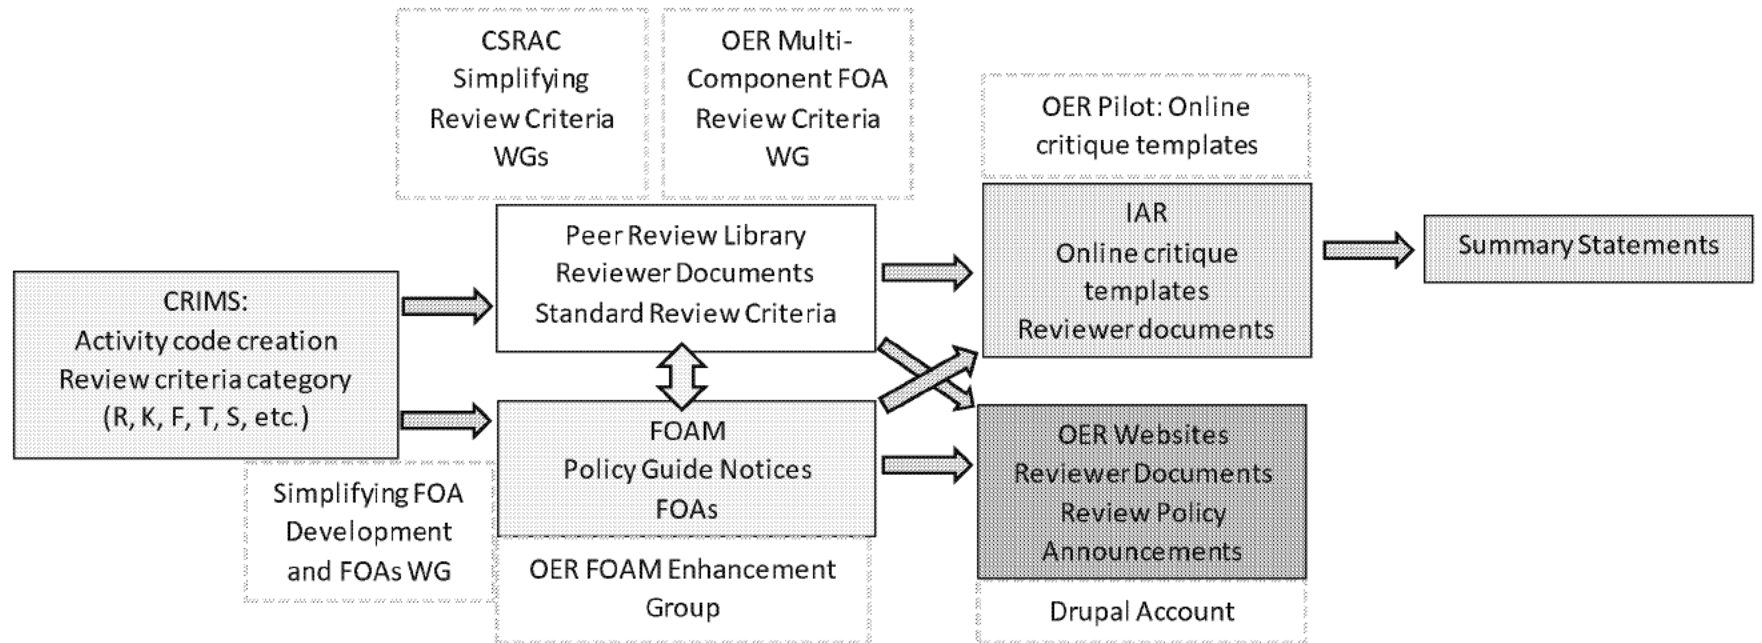 CSRAC
Simplifying
Review Criteria
WGs
OER Multi-
Component FOA
Review Criteria
WG
OER Pilot: Online
critique templates
CRIMS:
Activity code creation
Review criteria category
(R, K, F, T, S, etc.)
Peer Review Library
Reviewer Documents
Standard Review Criteria
IAR
Online critique
templates
Reviewer documents
Summary Statements
Simplifying FOA
Development
and FOAs WG
FOAM
Policy Guide Notices
FOAs
OER FOAM Enhancement
Group
OER Websites
Reviewer Documents
Review Policy
Announcements
Drupal Account